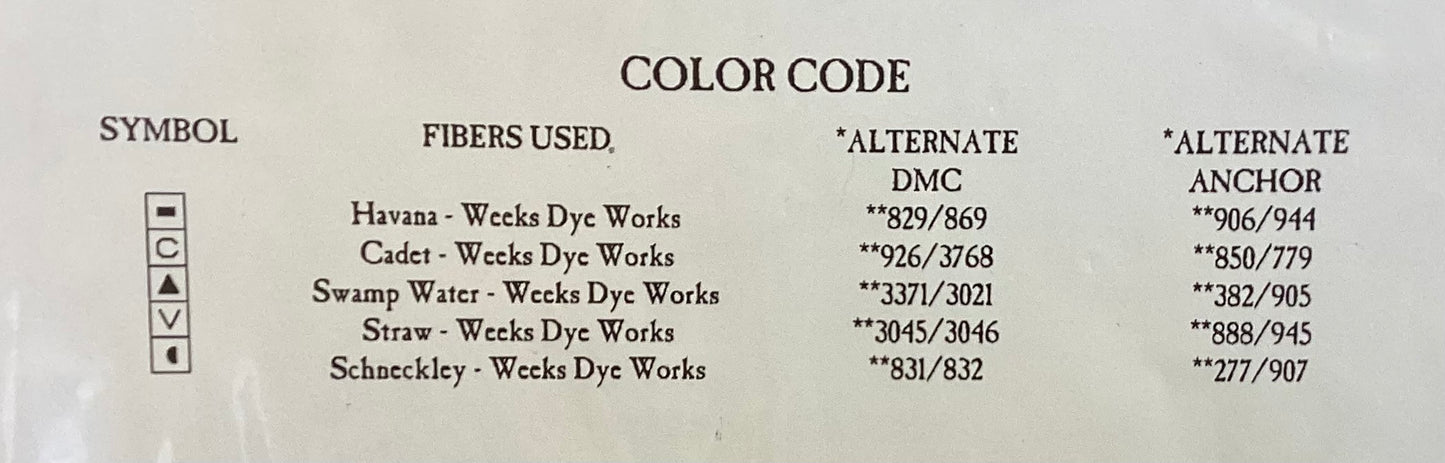 COLOR CODE
SYMBOL FIBERS USED *ALTERNATE *ALTERNATE
DMC ANCHOR
▬ Havana - Weeks Dye Works **829/869 **906/944
C Cadet - Weeks Dye Works **926/3768 **850/779
▲ Swamp Water - Weeks Dye Works **3371/3021 **382/905
V Straw - Weeks Dye Works **3045/3046 **888/945
◖ Schneckley - Weeks Dye Works **831/832 **277/907